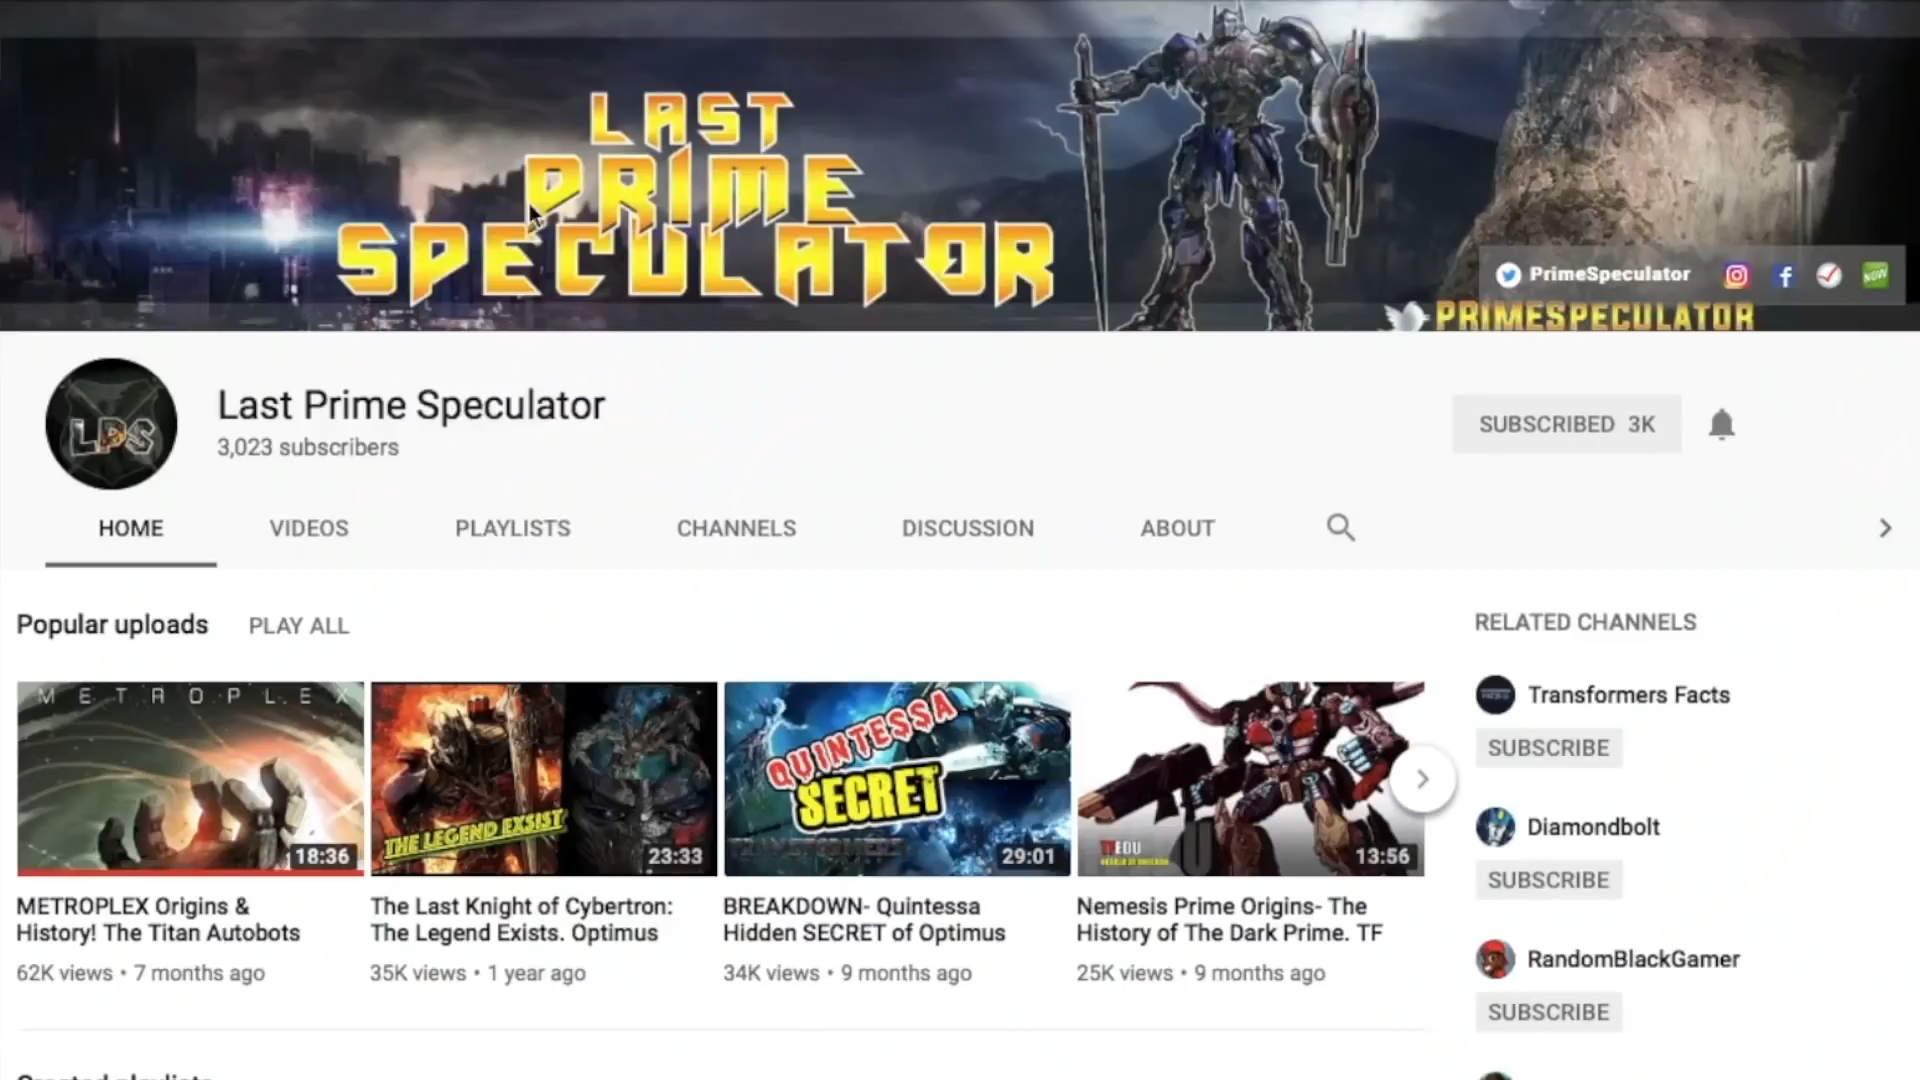 LAST
PRIME
SPECULATOR
PrimeSpeculator
NOW
PRIMESPECULATOR
LPS
Last Prime Speculator
3,023 subscribers
SUBSCRIBED 3K
HOME VIDEOS PLAYLISTS CHANNELS DISCUSSION ABOUT
Popular uploads PLAY ALL
METROPLEX
18:36
METROPLEX Origins &
History! The Titan Autobots
62K views • 7 months ago
THE LEGEND EXSIST
23:33
The Last Knight of Cybertron:
The Legend Exists. Optimus
35K views • 1 year ago
QUINTESSA
SECRET
29:01
BREAKDOWN- Quintessa
Hidden SECRET of Optimus
34K views • 9 months ago
13:56
Nemesis Prime Origins- The
History of The Dark Prime. TF
25K views • 9 months ago
RELATED CHANNELS
Transformers Facts
SUBSCRIBE
Diamondbolt
SUBSCRIBE
RandomBlackGamer
SUBSCRIBE
Created playlists